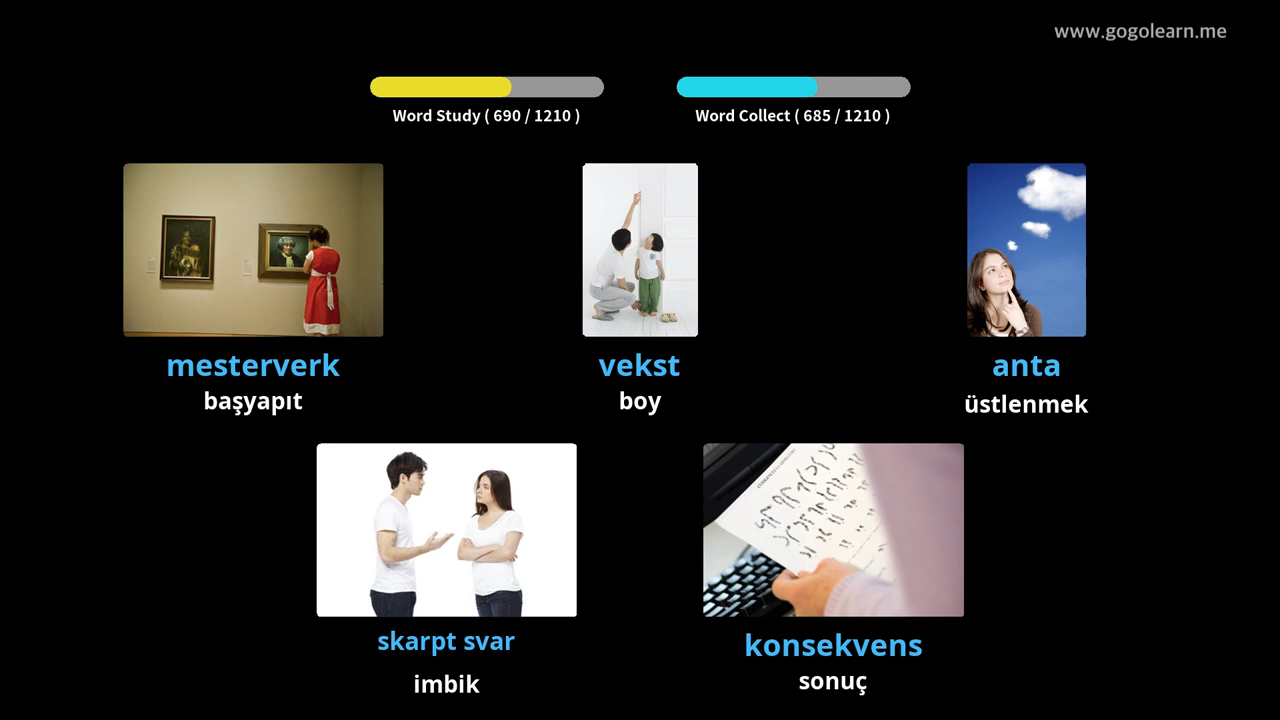 www.gogolearn.me
Word Study ( 690 / 1210 )
Word Collect ( 685 / 1210 )
mesterverk
başyapıt
vekst
boy
anta
üstlenmek
skarpt svar
imbik
konsekvens
sonuç